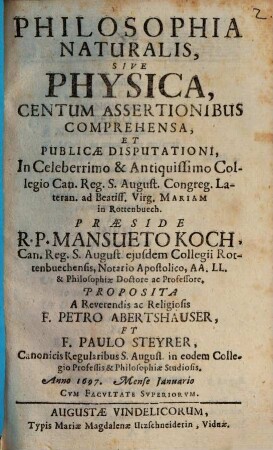 2
PHILOSOPHIA
NATURALIS,
SIVE
PHYSICA,
CENTUM ASSERTIONIBUS
COMPREHENSA,
ET
PUBLICÆ DISPUTATIONI,
In Celeberrimo & Antiquissimo Col-
legio Can. Reg. S. August. Congreg. La-
teran. ad Beatiss. Virg. MARIAM
in Rottenbuech.
PRÆSIDE
R. P. MANSUETO KOCH,
Can. Reg. S. August. ejusdem Collegii Rot-
tenbuechensis, Notario Apostolico, AA. LL.
& Philosophiæ Doctore ac Professore,
PROPOSITA
A Reverendis ac Religiosis
F. PETRO ABERTSHAUSER,
ET
F. PAULO STEYRER,
Canonicis Regularibus S. August. in eodem Colle-
gio Professis & Philosophiæ Studiosis.
Anno 1697. Mense Januario
CUM FACULTATE SUPERIORUM.
AUGUSTÆ VINDELICORUM,
Typis Mariæ Magdalenæ Utzschneiderin, Viduæ.